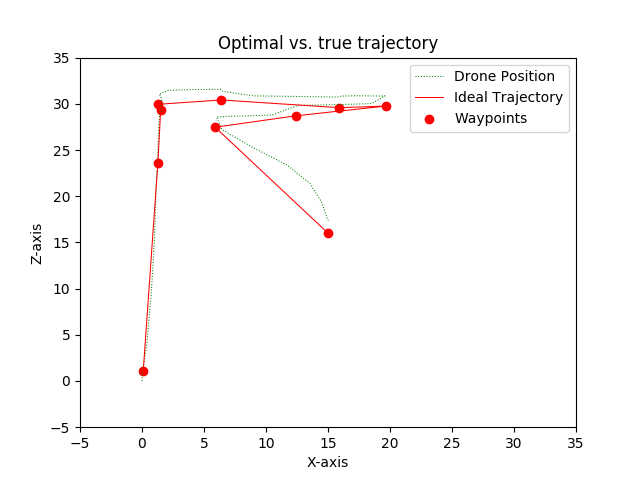 Optimal vs. true trajectory
Drone Position
Ideal Trajectory
Waypoints
Z-axis
35
30
25
20
15
10
5
0
−5
−5 0 5 10 15 20 25 30 35
X-axis